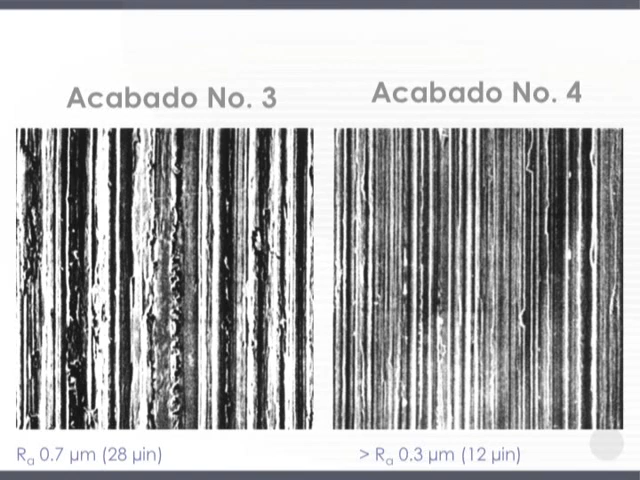 Acabado No. 3
Acabado No. 4
Ra 0.7 µm (28 µin)
> Ra 0.3 µm (12 µin)